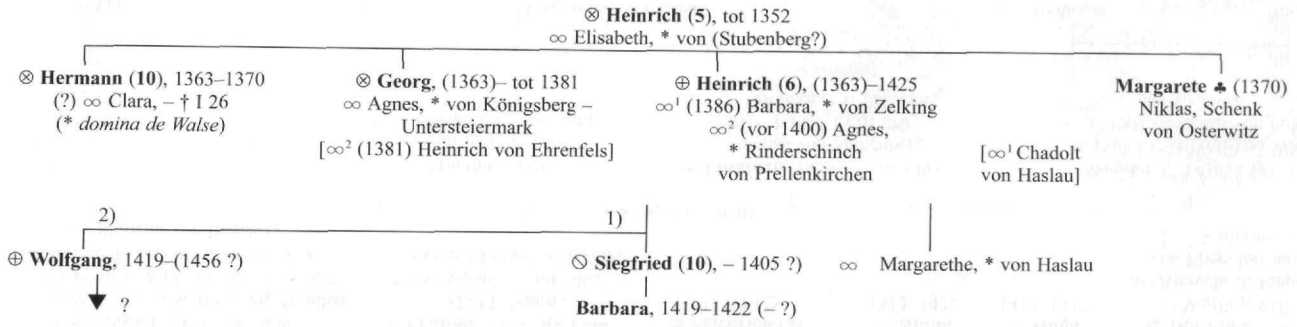 ⊗ Heinrich (5), tot 1352
∞ Elisabeth, * von (Stubenberg?)
⊗ Hermann (10), 1363–1370
(?) ∞ Clara, – † I 26
(* domina de Walse)
⊗ Georg, (1363)– tot 1381
∞ Agnes, * von Königsberg –
Untersteiermark
[∞² (1381) Heinrich von Ehrenfels]
⊕ Heinrich (6), (1363)–1425
∞¹ (1386) Barbara, * von Zelking
∞² (vor 1400) Agnes,
* Rinderschinch
von Prellenkirchen
[∞¹ Chadolt
von Haslau]
Margarete ♣ (1370)
Niklas, Schenk
von Osterwitz
2)
1)
⊕ Wolfgang, 1419–(1456 ?)
⦸ Siegfried (10), – 1405 ?)
∞ Margarethe, * von Haslau
?
Barbara, 1419–1422 (– ?)